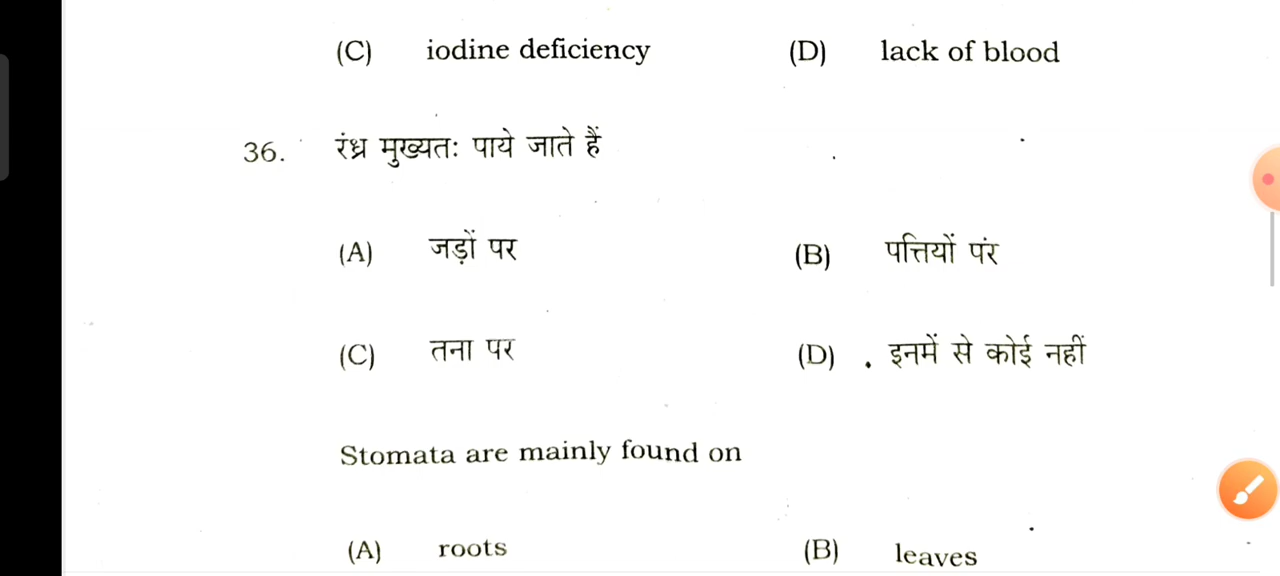 (C) iodine deficiency (D) lack of blood
36. रंध्र मुख्यतः पाये जाते हैं
(A) जड़ों पर (B) पत्तियों पर
(C) तना पर (D) इनमें से कोई नहीं
Stomata are mainly found on
(A) roots (B) leaves